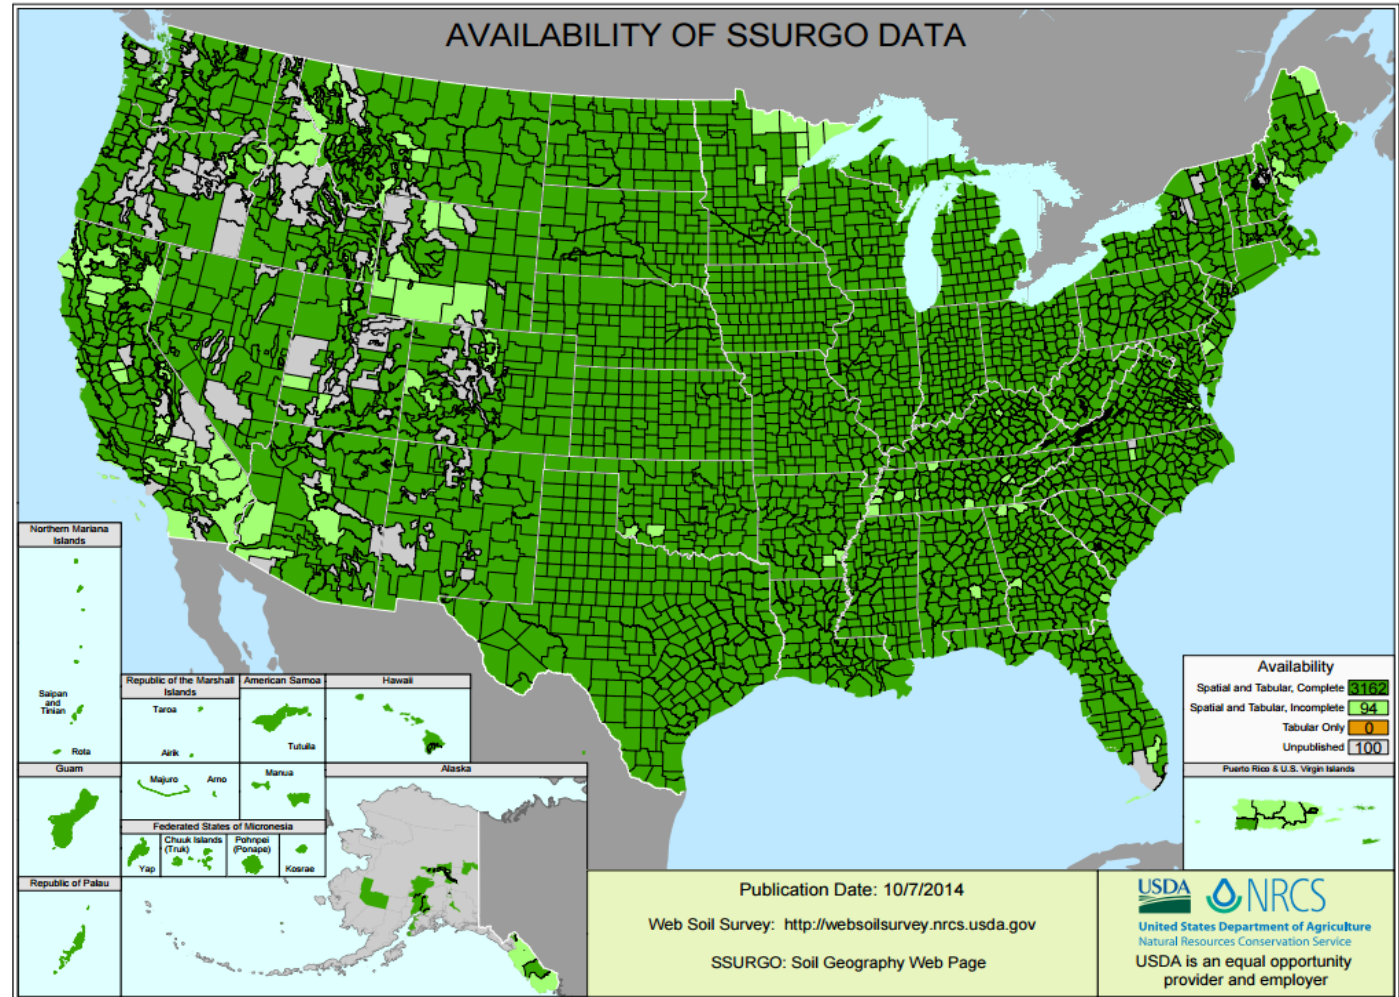 AVAILABILITY OF SSURGO DATA
Northern Mariana
Islands
Saipan
and
Tinian
Rota
Republic of the Marshall
Islands
Taroa
Airik
Majuro
Arno
American Samoa
Tutuila
Manua
Hawaii
Guam
Federated States of Micronesia
Yap
Chuuk Islands
(Truk)
Pohnpei
(Ponape)
Kosrae
Republic of Palau
Alaska
Availability
Spatial and Tabular, Complete 3162
Spatial and Tabular, Incomplete 94
Tabular Only 0
Unpublished 100
Puerto Rico & U.S. Virgin Islands
Publication Date: 10/7/2014
Web Soil Survey: http://websoilsurvey.nrcs.usda.gov
SSURGO: Soil Geography Web Page
USDA NRCS
United States Department of Agriculture
Natural Resources Conservation Service
USDA is an equal opportunity
provider and employer